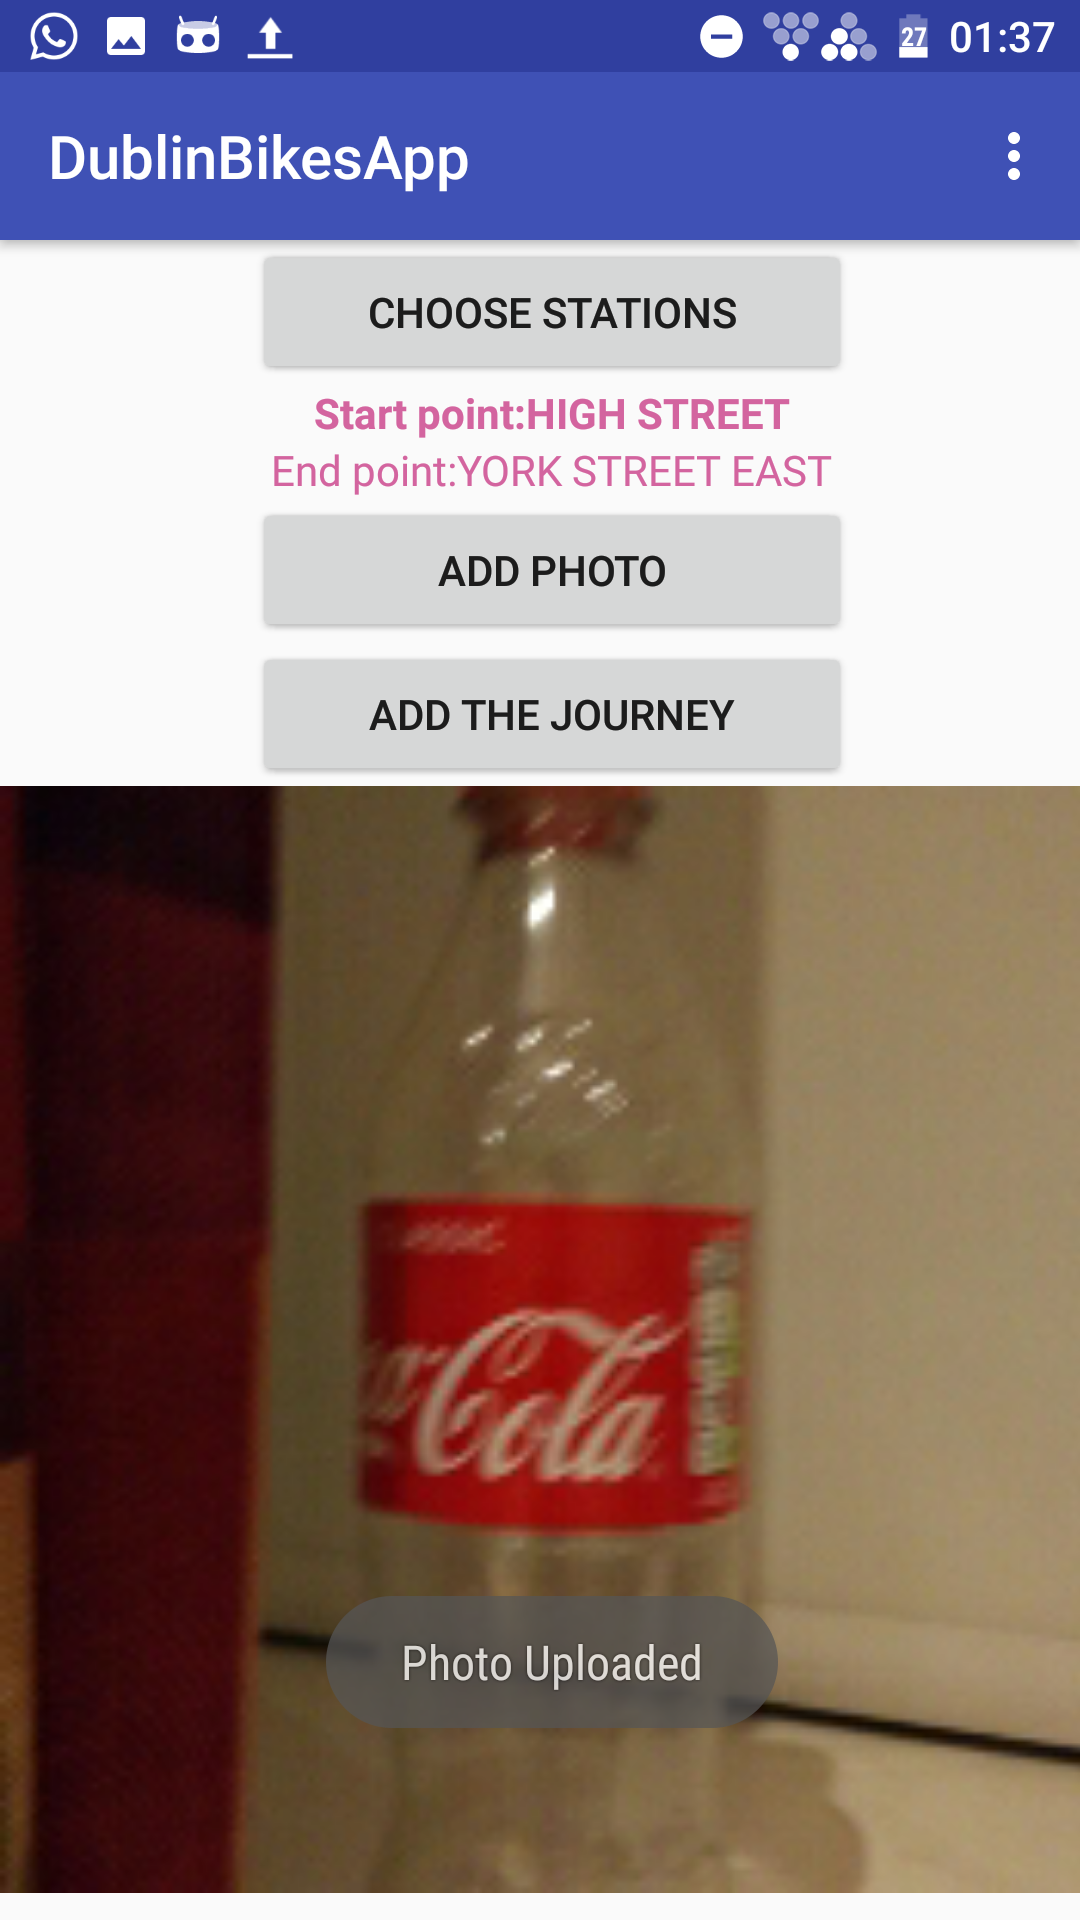 27 01:37
DublinBikesApp
CHOOSE STATIONS
Start point:HIGH STREET
End point:YORK STREET EAST
ADD PHOTO
ADD THE JOURNEY
Cola
Photo Uploaded